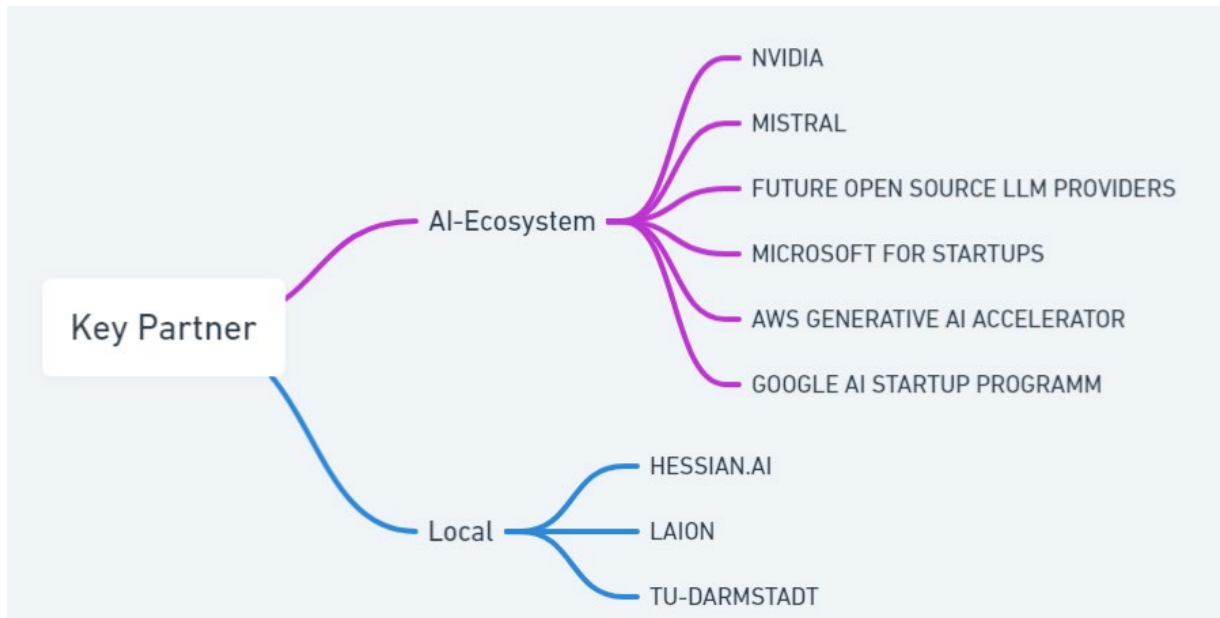 Key Partner
AI-Ecosystem
NVIDIA
MISTRAL
FUTURE OPEN SOURCE LLM PROVIDERS
MICROSOFT FOR STARTUPS
AWS GENERATIVE AI ACCELERATOR
GOOGLE AI STARTUP PROGRAMM
Local
HESSIAN.AI
LAION
TU-DARMSTADT